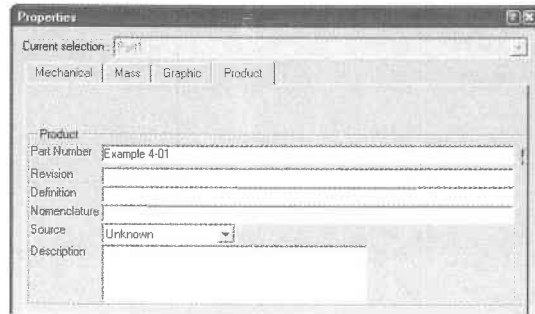 Properties
Current selection : Part1
Mechanical Mass Graphic Product
Product
Part Number Example 4-01
Revision
Definition
Nomenclature
Source Unknown
Description